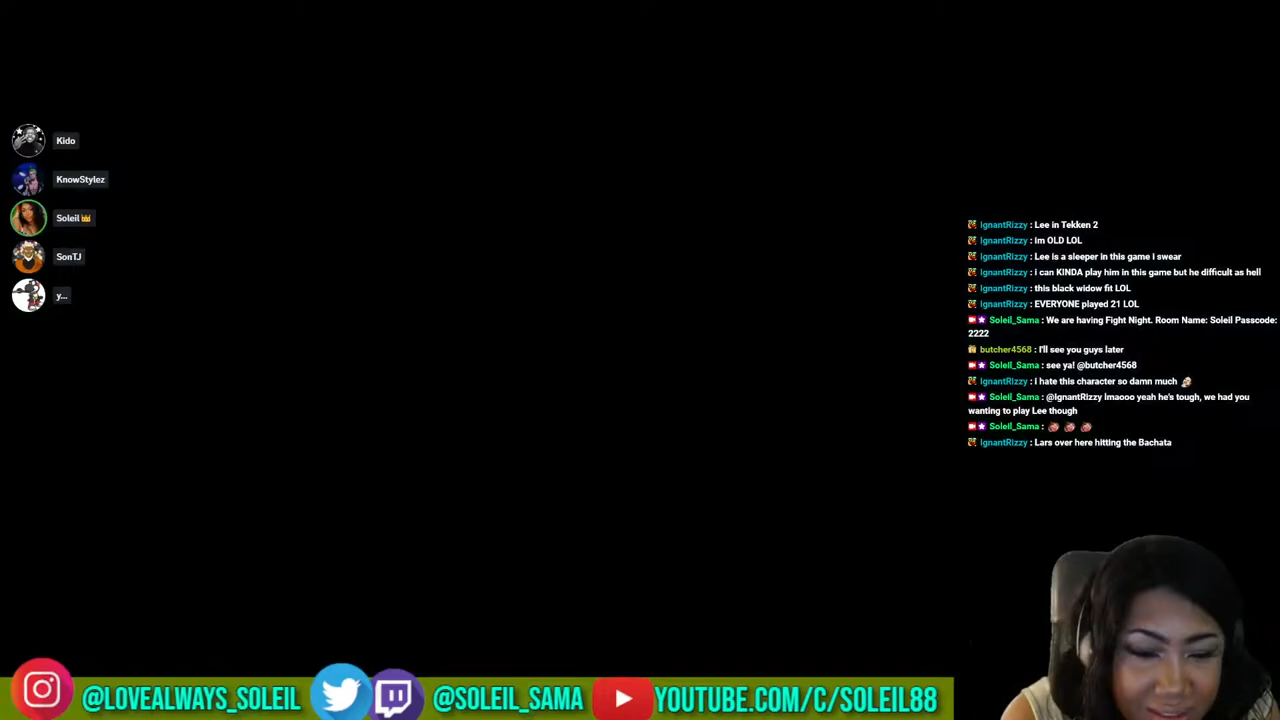 Kido
KnowStylez
Soleil
SonTJ
y...
IgnantRizzy : Lee in Tekken 2
IgnantRizzy : Im OLD LOL
IgnantRizzy : Lee is a sleeper in this game i swear
IgnantRizzy : i can KINDA play him in this game but he difficult as hell
IgnantRizzy : this black widow fit LOL
IgnantRizzy : EVERYONE played 21 LOL
Soleil_Sama : We are having Fight Night. Room Name: Soleil Passcode:
2222
butcher4568 : I'll see you guys later
Soleil_Sama : see ya! @butcher4568
IgnantRizzy : i hate this character so damn much
Soleil_Sama : @IgnantRizzy lmaooo yeah he's tough, we had you
wanting to play Lee though
Soleil_Sama :
IgnantRizzy : Lars over here hitting the Bachata
@LOVEALWAYS_SOLEIL @SOLEIL_SAMA YOUTUBE.COM/C/SOLEIL88